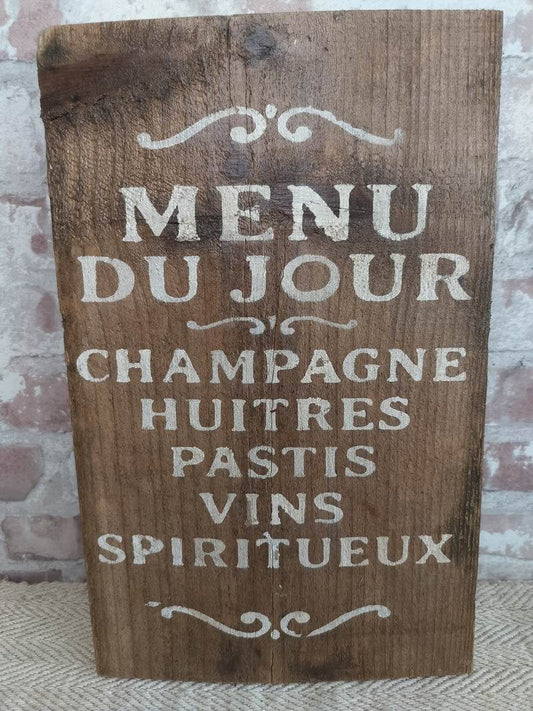 MENU
DU JOUR
CHAMPAGNE
HUITRES
PASTIS
VINS
SPIRITUEUX